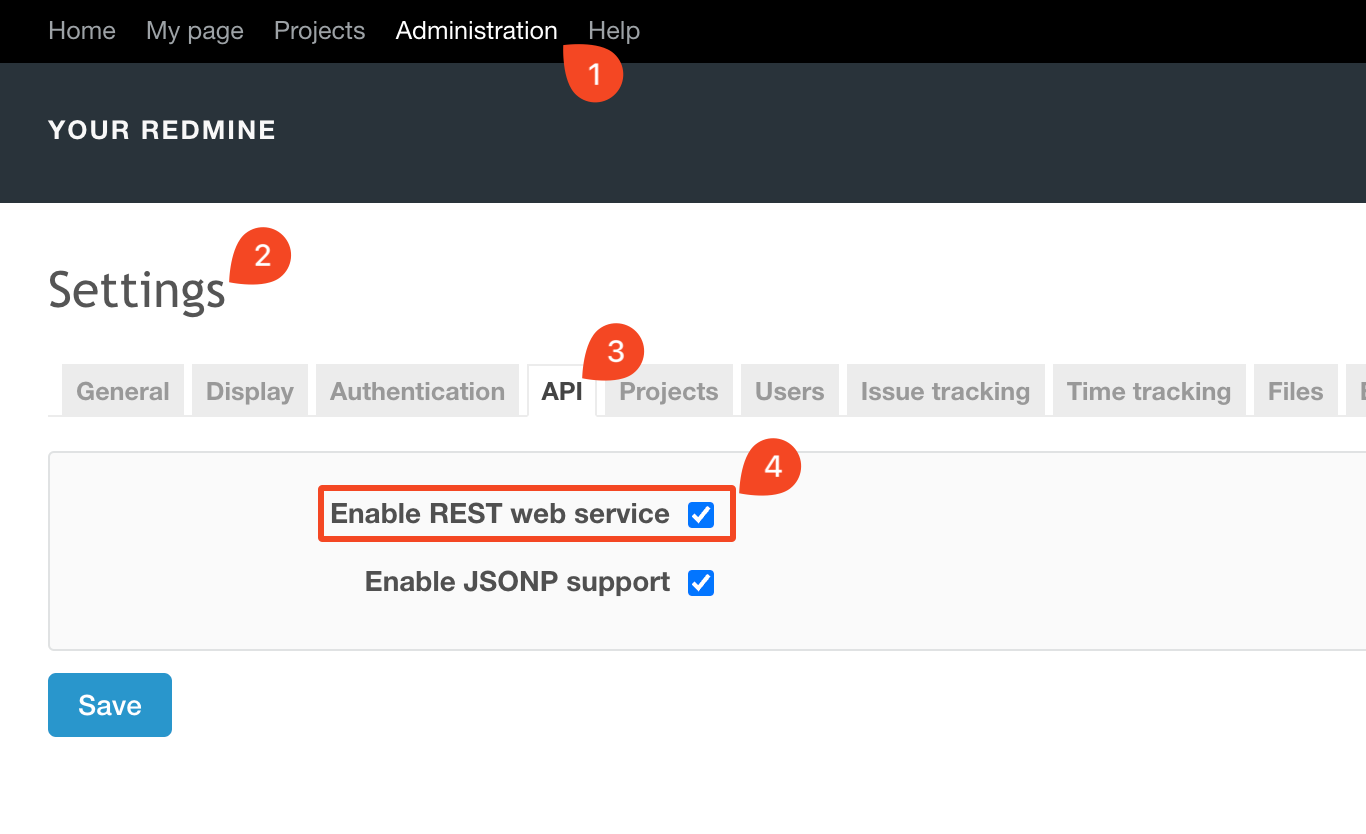 Home My page Projects Administration Help
1
YOUR REDMINE
2
Settings
3
General Display Authentication API Projects Users Issue tracking Time tracking Files
4
Enable REST web service
Enable JSONP support
Save